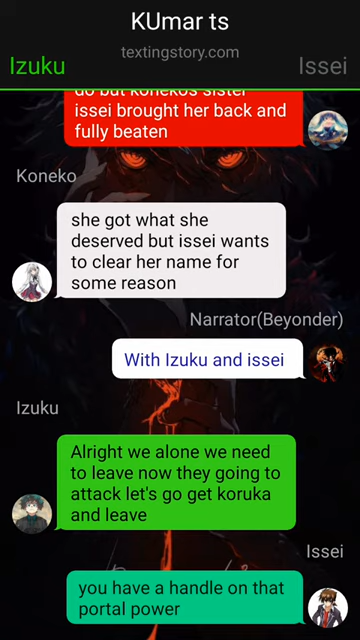 KUmar ts
textingstory.com
Izuku
Issei
do but konekos sister
issei brought her back and
fully beaten
Koneko
she got what she
deserved but issei wants
to clear her name for
some reason
Narrator(Beyonder)
With Izuku and issei
Izuku
Alright we alone we need
to leave now they going to
attack let's go get koruka
and leave
Issei
you have a handle on that
portal power